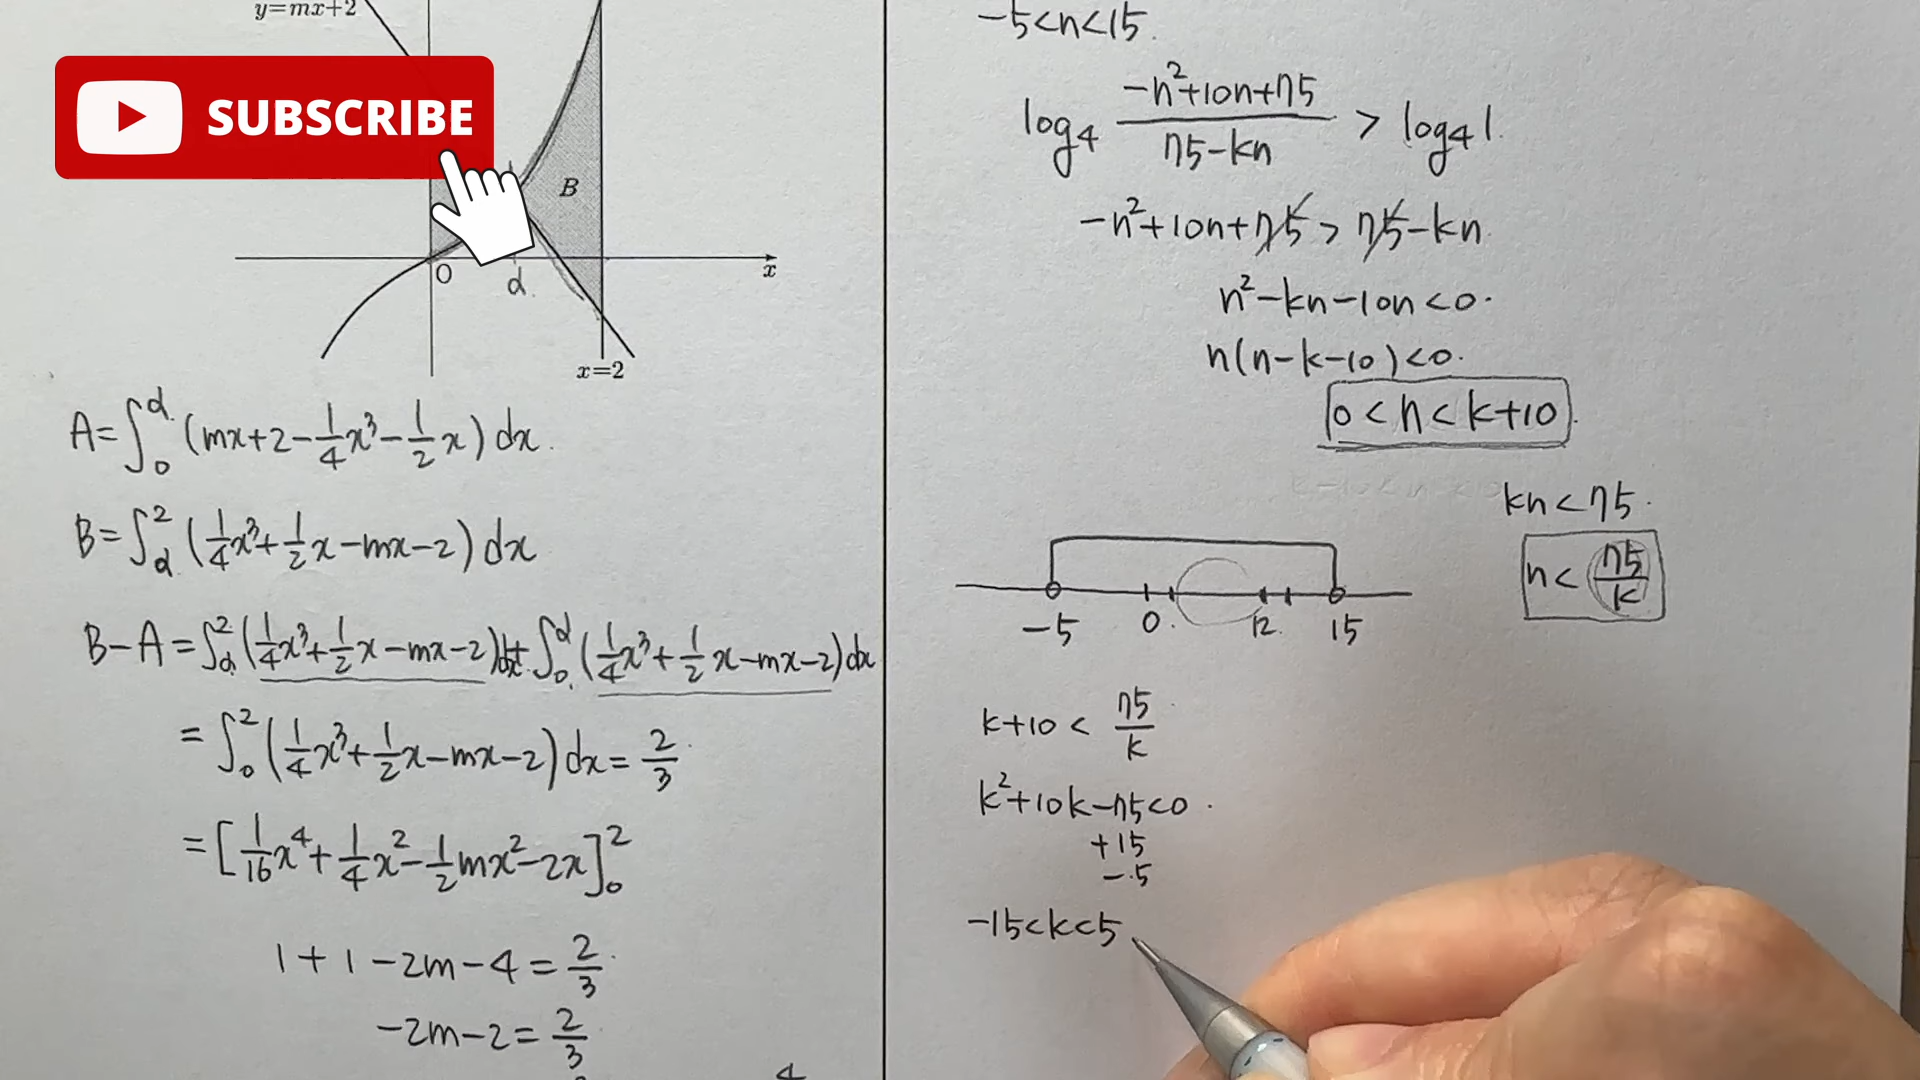 y=mx+2
SUBSCRIBE
B
O
α
x
x=2
A=∫₀^α (mx+2-1/4x³-1/2x)dx.
B=∫_α^2 (1/4x³+1/2x-mx-2)dx
B-A=∫_α^2 (1/4x³+1/2x-mx-2)dx+∫₀^α (1/4x³+1/2x-mx-2)dx
=∫₀² (1/4x³+1/2x-mx-2)dx=2/3.
=[1/16x⁴+1/4x²-1/2mx²-2x]₀²
1+1-2m-4=2/3.
-2m-2=2/3
-5<n<15.
log₄ (-n²+10n+75)/(75-kn) > log₄1.
-n²+10n+75>75-kn
n²-kn-10n<0.
n(n-k-10)<0.
0<n<k+10.
kn<75.
n<75/k
-5 0. 12. 15
k+10<75/k
k²+10k-75<0.
+15
-5
-15<k<5